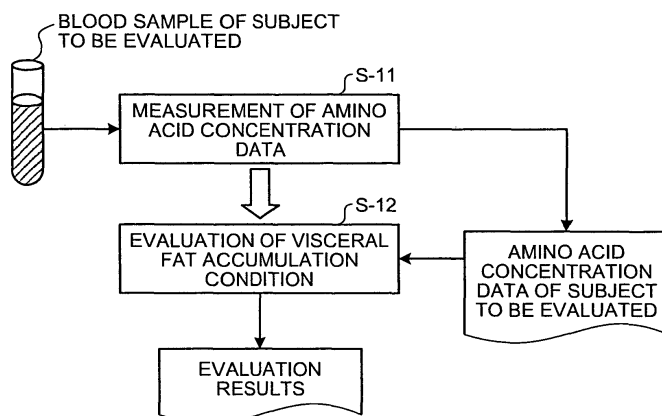 BLOOD SAMPLE OF SUBJECT
TO BE EVALUATED
S-11
MEASUREMENT OF AMINO
ACID CONCENTRATION
DATA
S-12
EVALUATION OF VISCERAL
FAT ACCUMULATION
CONDITION
AMINO ACID
CONCENTRATION
DATA OF SUBJECT
TO BE EVALUATED
EVALUATION
RESULTS